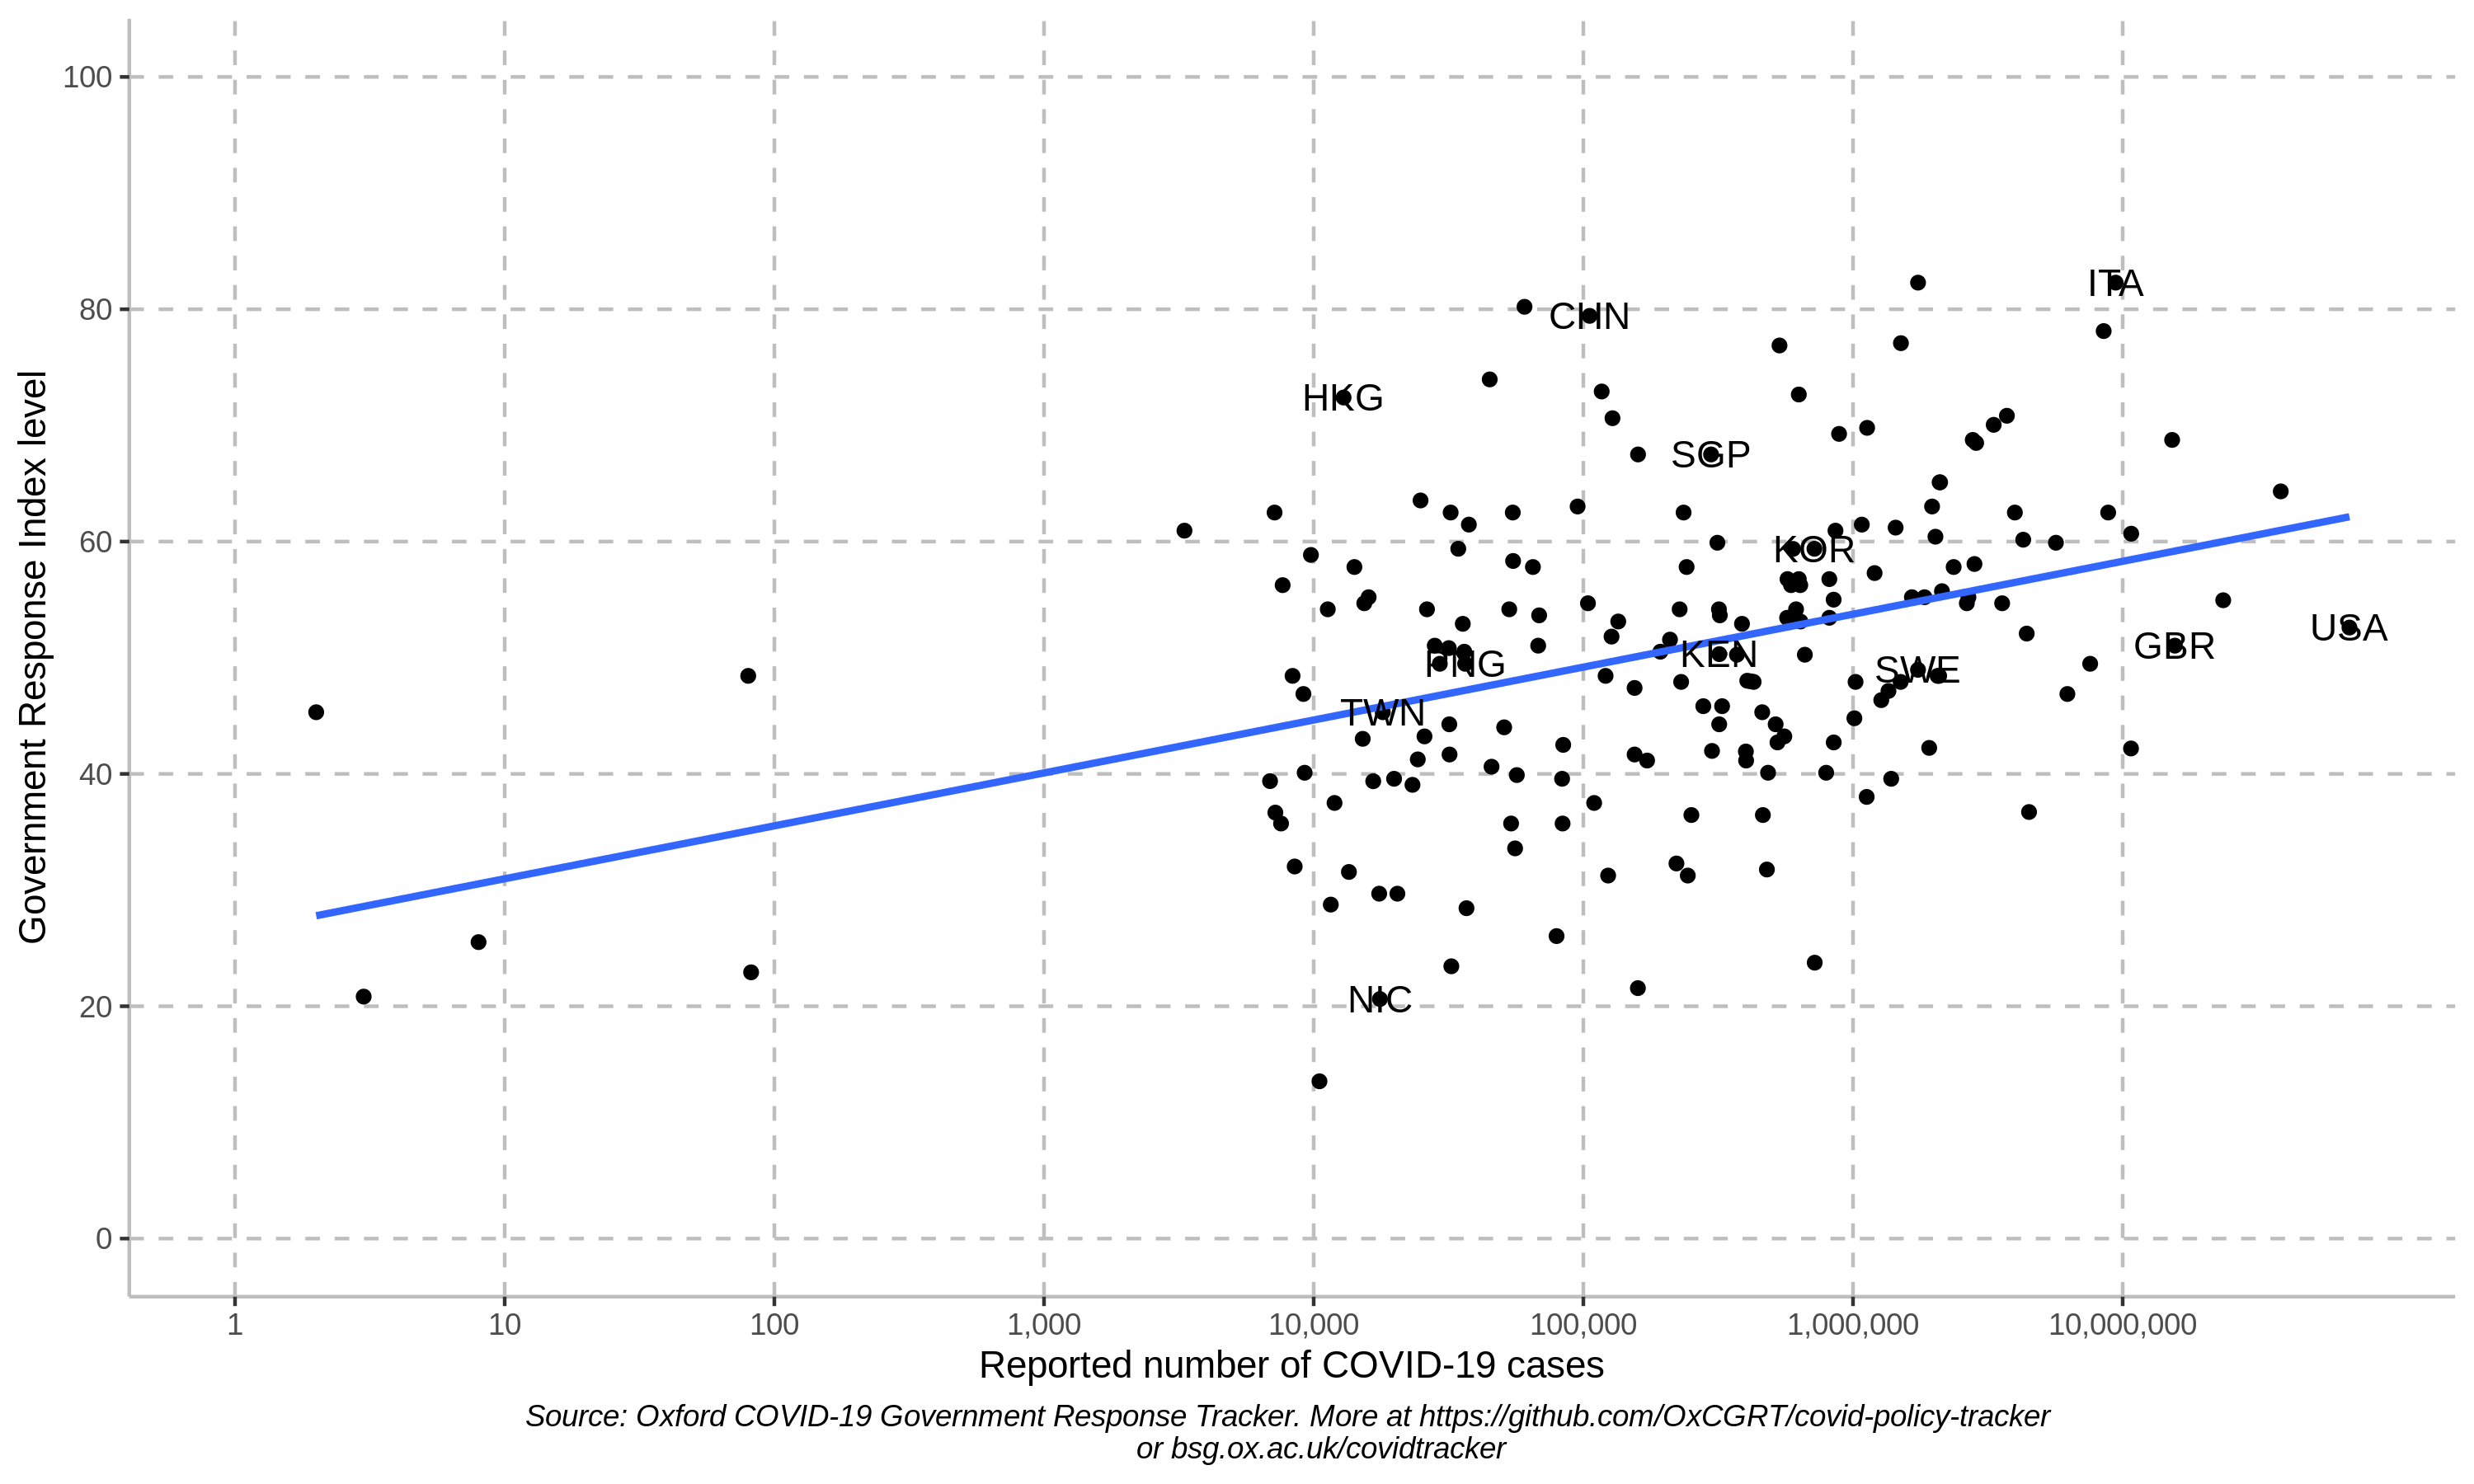 100
80
60
40
20
0
Government Response Index level
ITA
CHN
HKG
SGP
KOR
USA
GBR
KEN
PNG
SWE
TWN
NIC
1 10 100 1,000 10,000 100,000 1,000,000 10,000,000
Reported number of COVID-19 cases
Source: Oxford COVID-19 Government Response Tracker. More at https://github.com/OxCGRT/covid-policy-tracker
or bsg.ox.ac.uk/covidtracker